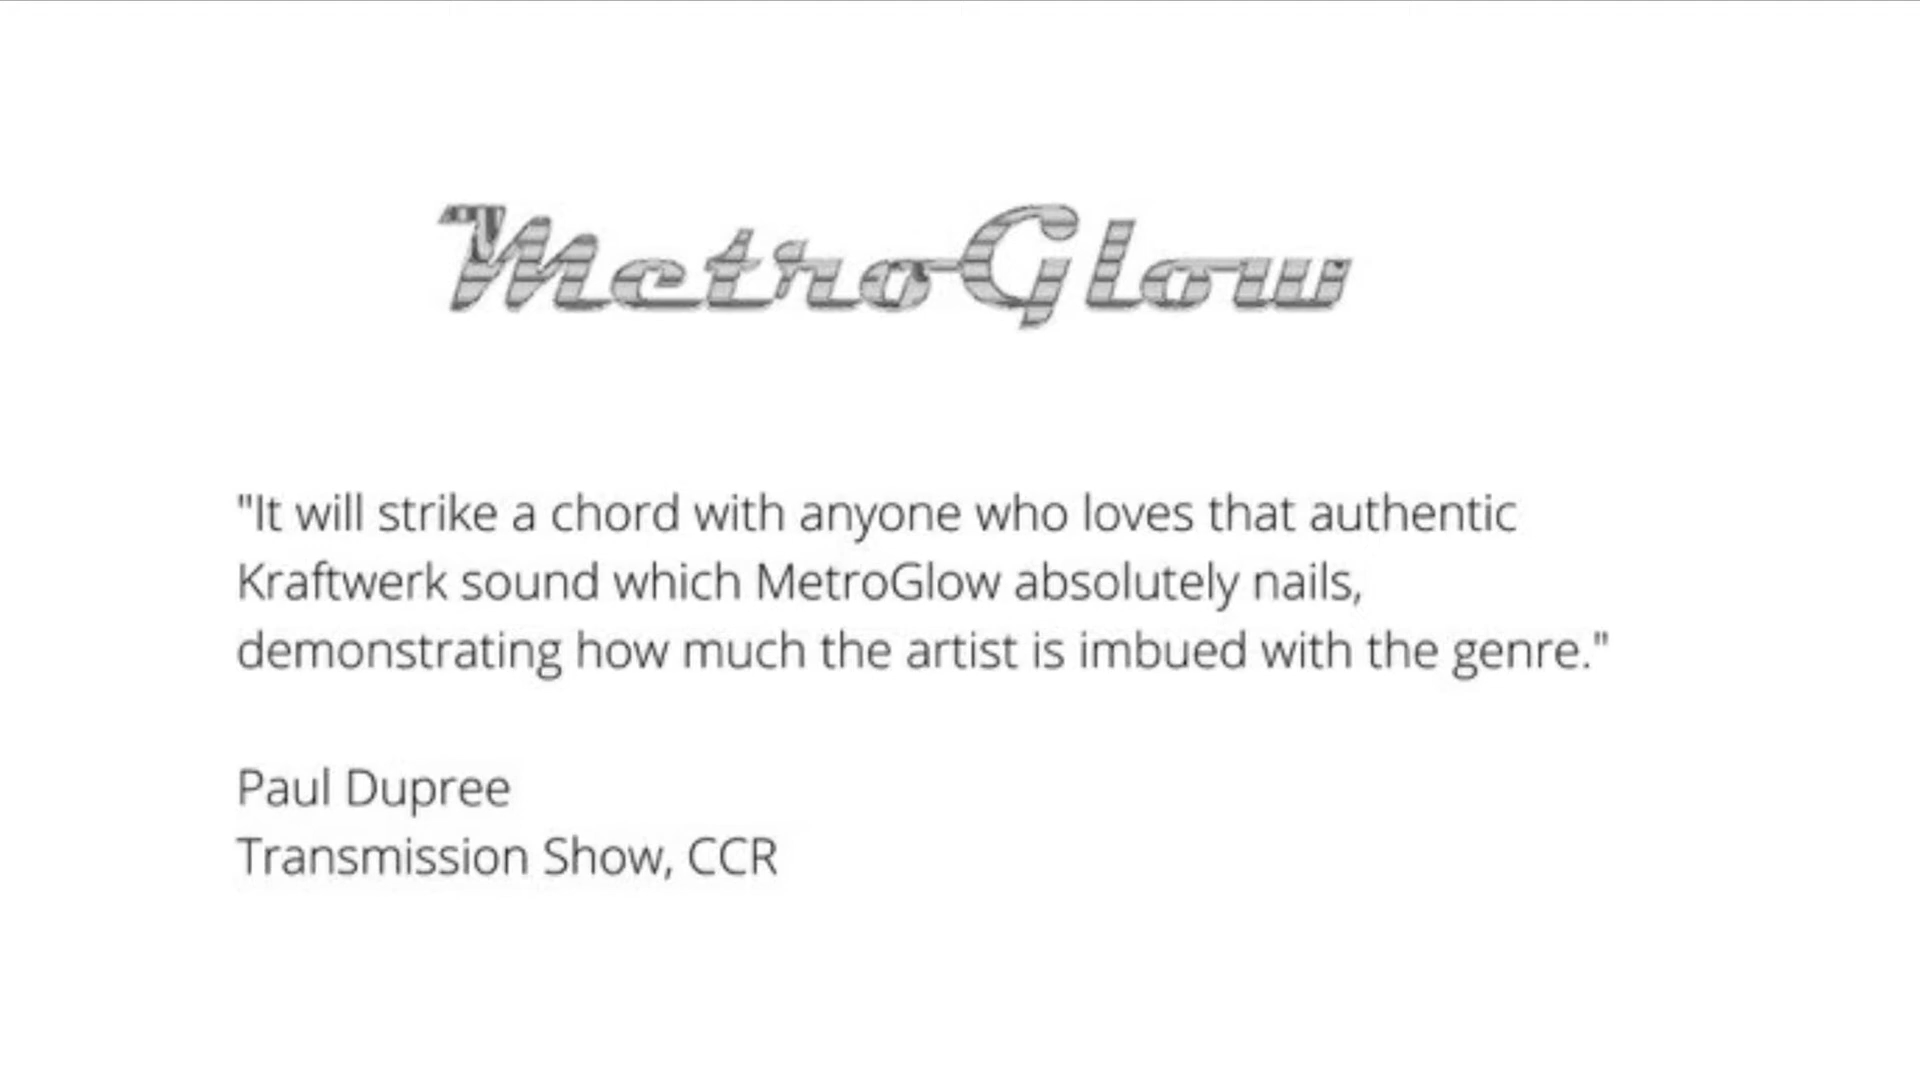 MetroGlow
"It will strike a chord with anyone who loves that authentic
Kraftwerk sound which MetroGlow absolutely nails,
demonstrating how much the artist is imbued with the genre."
Paul Dupree
Transmission Show, CCR